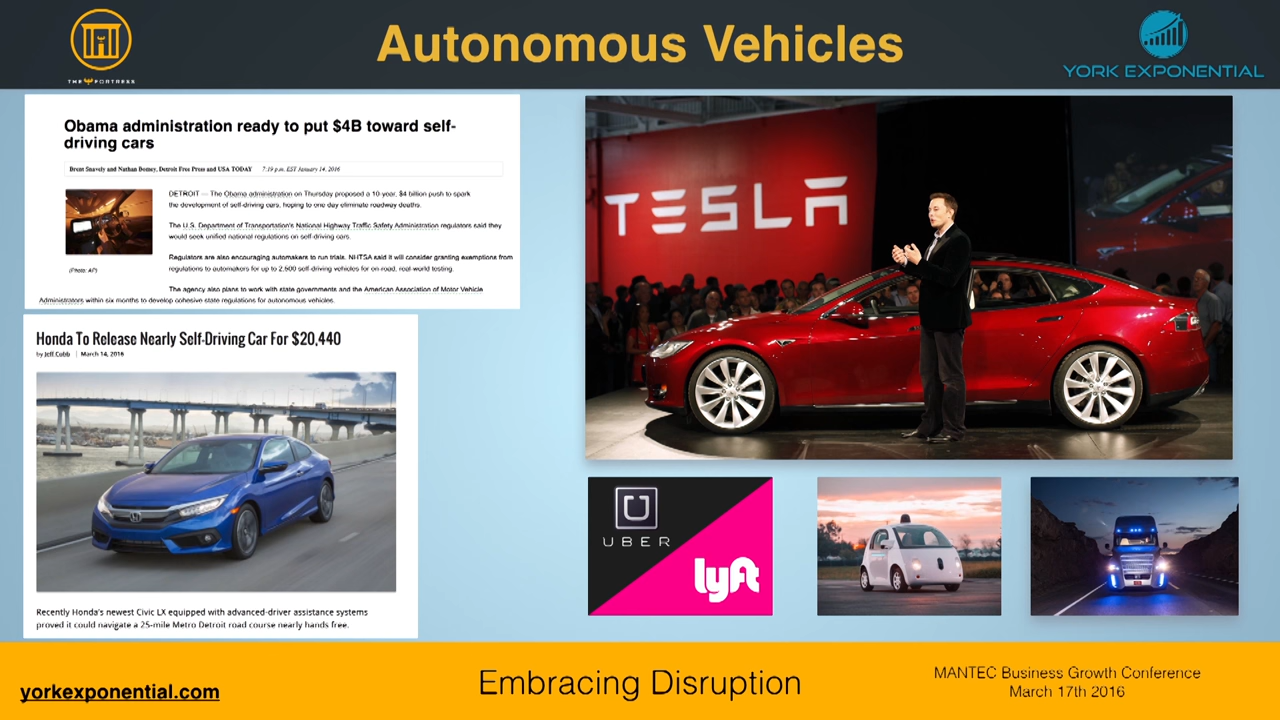 THE FORTRESS
Autonomous Vehicles
YORK EXPONENTIAL
Obama administration ready to put $4B toward self-
driving cars
Brent Snavely and Nathan Bomey, Detroit Free Press and USA TODAY 7:19 p.m. EST January 14, 2016
DETROIT — The Obama administration on Thursday proposed a 10-year, $4 billion push to spark
the development of self-driving cars, hoping to one day eliminate roadway deaths.
The U.S. Department of Transportation's National Highway Traffic Safety Administration regulators said they
would seek unified national regulations on self-driving cars.
Regulators are also encouraging automakers to run trials. NHTSA said it will consider granting exemptions from
regulations to automakers for up to 2,500 self-driving vehicles for on-road, real-world testing.
(Photo: AP)
The agency also plans to work with state governments and the American Association of Motor Vehicle
Administrators within six months to develop cohesive state regulations for autonomous vehicles.
Honda To Release Nearly Self-Driving Car For $20,440
by Jeff Cobb | March 14, 2016
Recently Honda's newest Civic LX equipped with advanced-driver assistance systems
proved it could navigate a 25-mile Metro Detroit road course nearly hands free.
TESLA
U
UBER
lyft
yorkexponential.com
Embracing Disruption
MANTEC Business Growth Conference
March 17th 2016